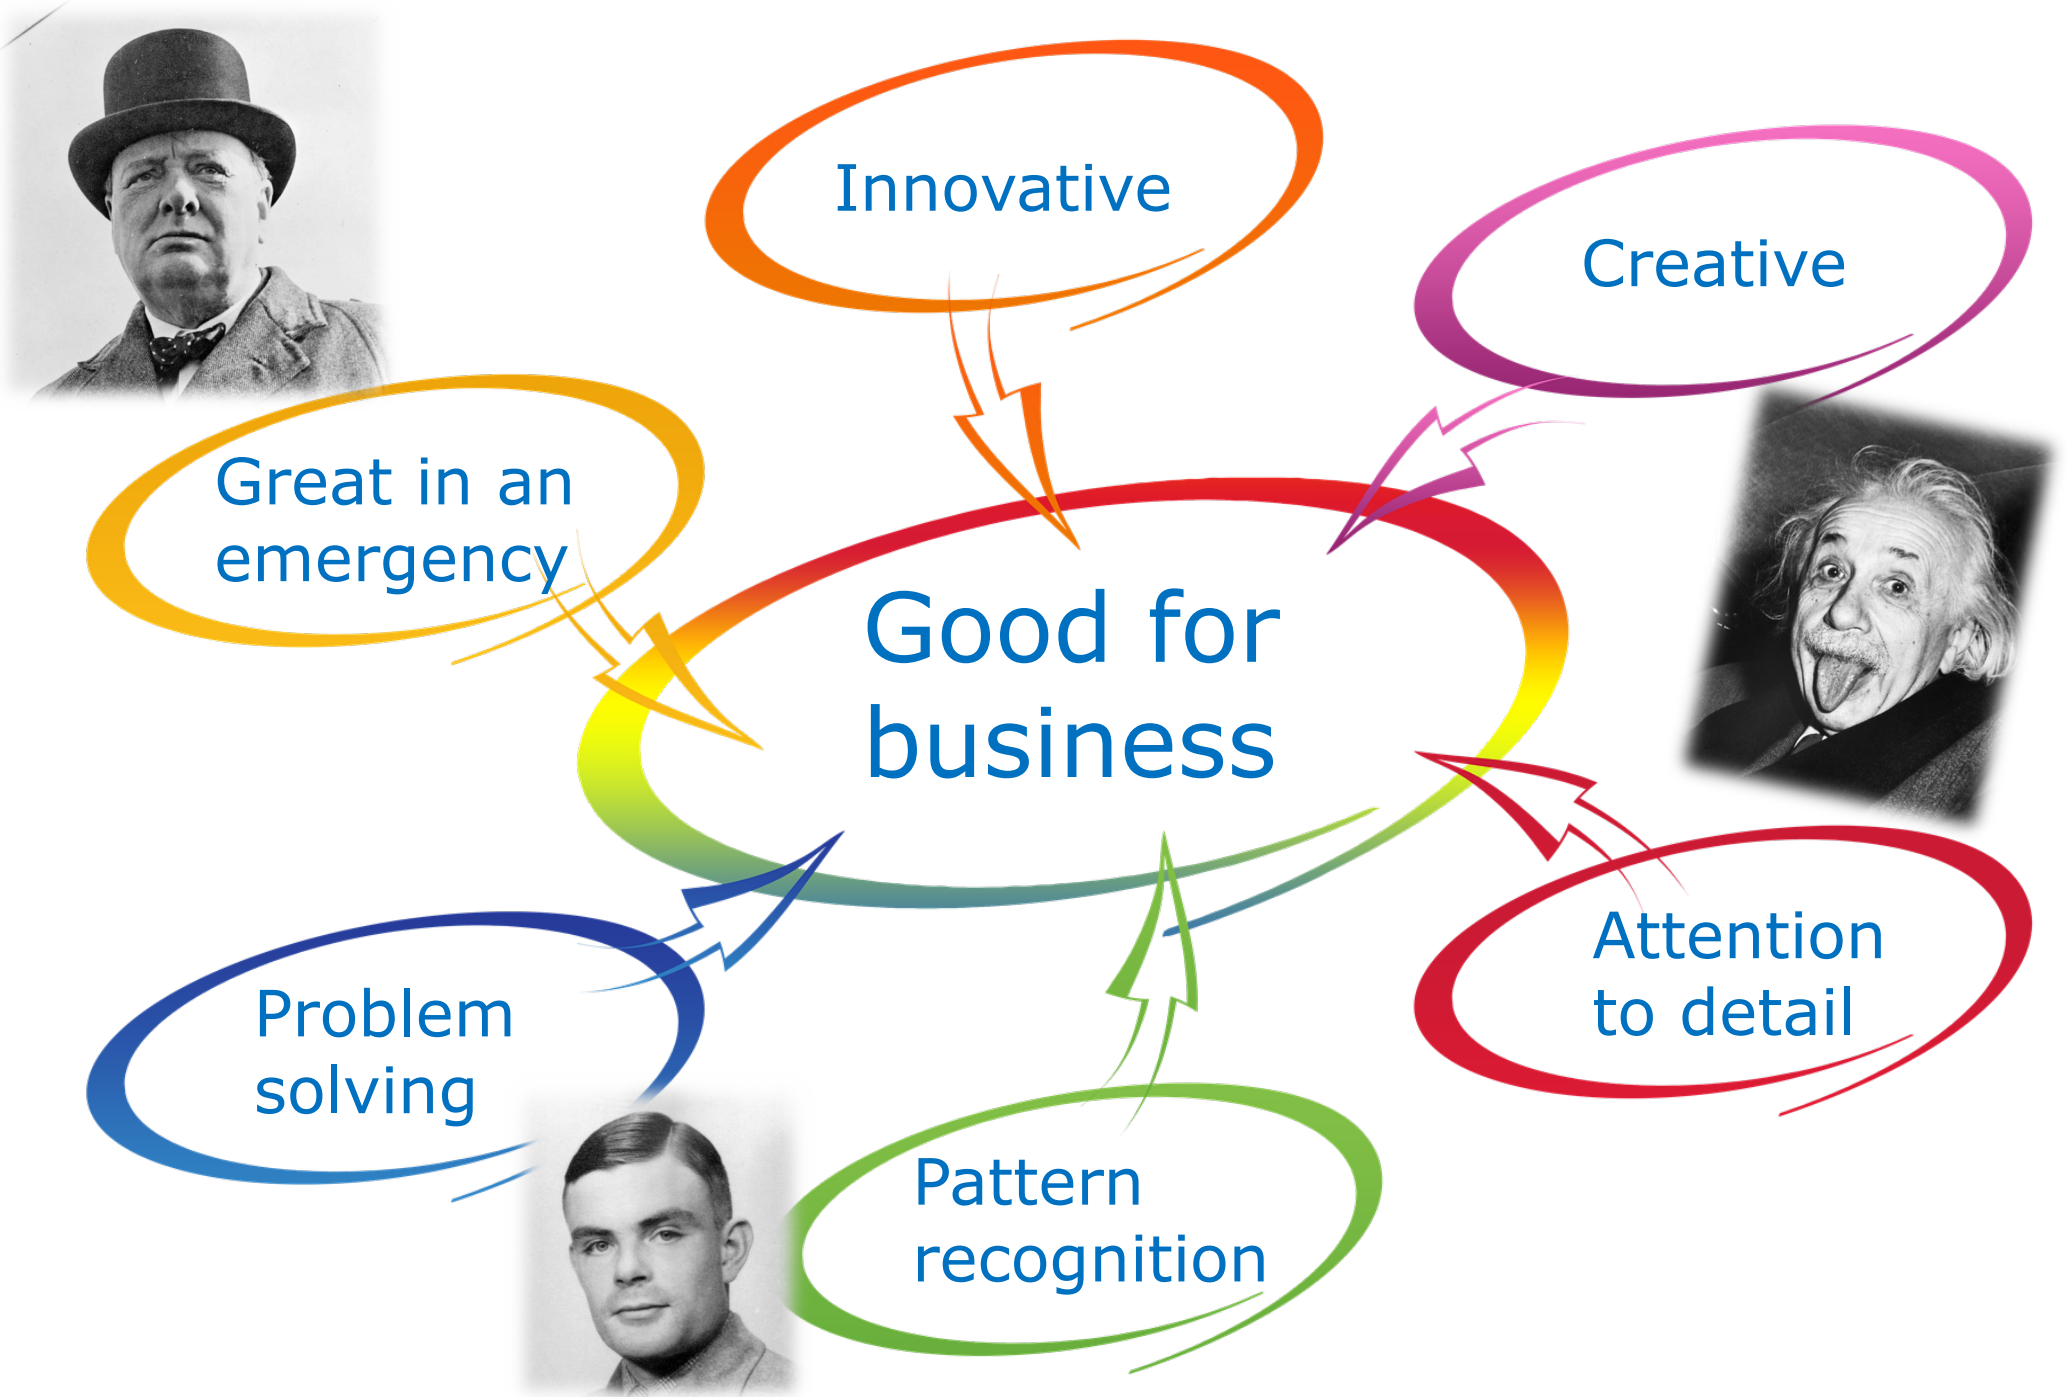 Innovative
Creative
Great in an
emergency
Good for
business
Attention
to detail
Problem
solving
Pattern
recognition